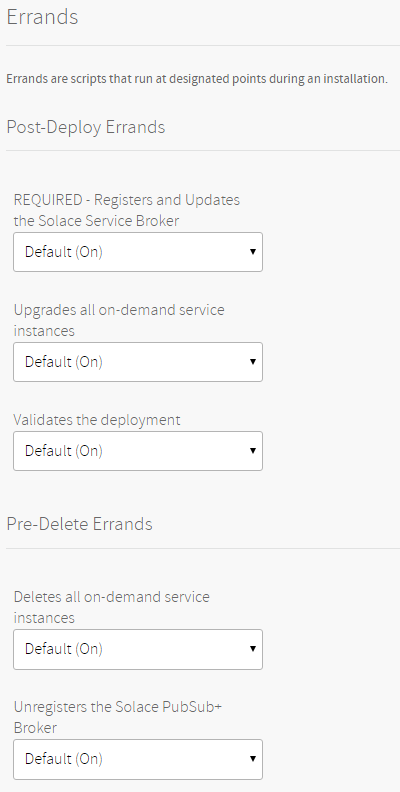 Errands
Errands are scripts that run at designated points during an installation.
Post-Deploy Errands
REQUIRED - Registers and Updates
the Solace Service Broker
Default (On)
Upgrades all on-demand service
instances
Default (On)
Validates the deployment
Default (On)
Pre-Delete Errands
Deletes all on-demand service
instances
Default (On)
Unregisters the Solace PubSub+
Broker
Default (On)